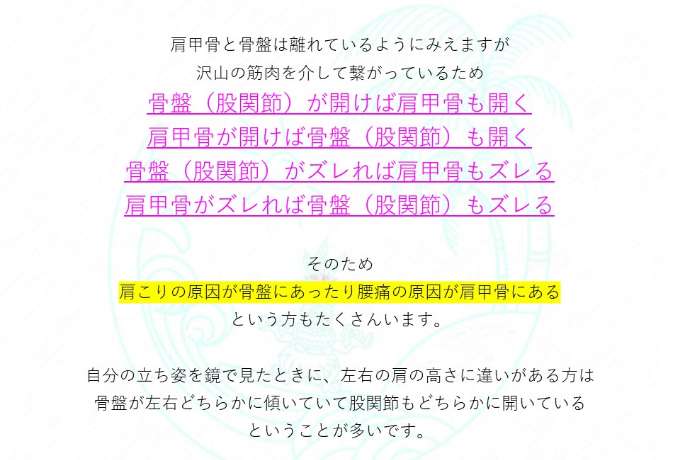 肩甲骨と骨盤は離れているようにみえますが
沢山の筋肉を介して繋がっているため
骨盤（股関節）が開けば肩甲骨も開く
肩甲骨が開けば骨盤（股関節）も開く
骨盤（股関節）がズレれば肩甲骨もズレる
肩甲骨がズレれば骨盤（股関節）もズレる
そのため
肩こりの原因が骨盤にあったり腰痛の原因が肩甲骨にある
という方もたくさんいます。
自分の立ち姿を鏡で見たときに、左右の肩の高さに違いがある方は
骨盤が左右どちらかに傾いていて股関節もどちらかに開いている
ということが多いです。